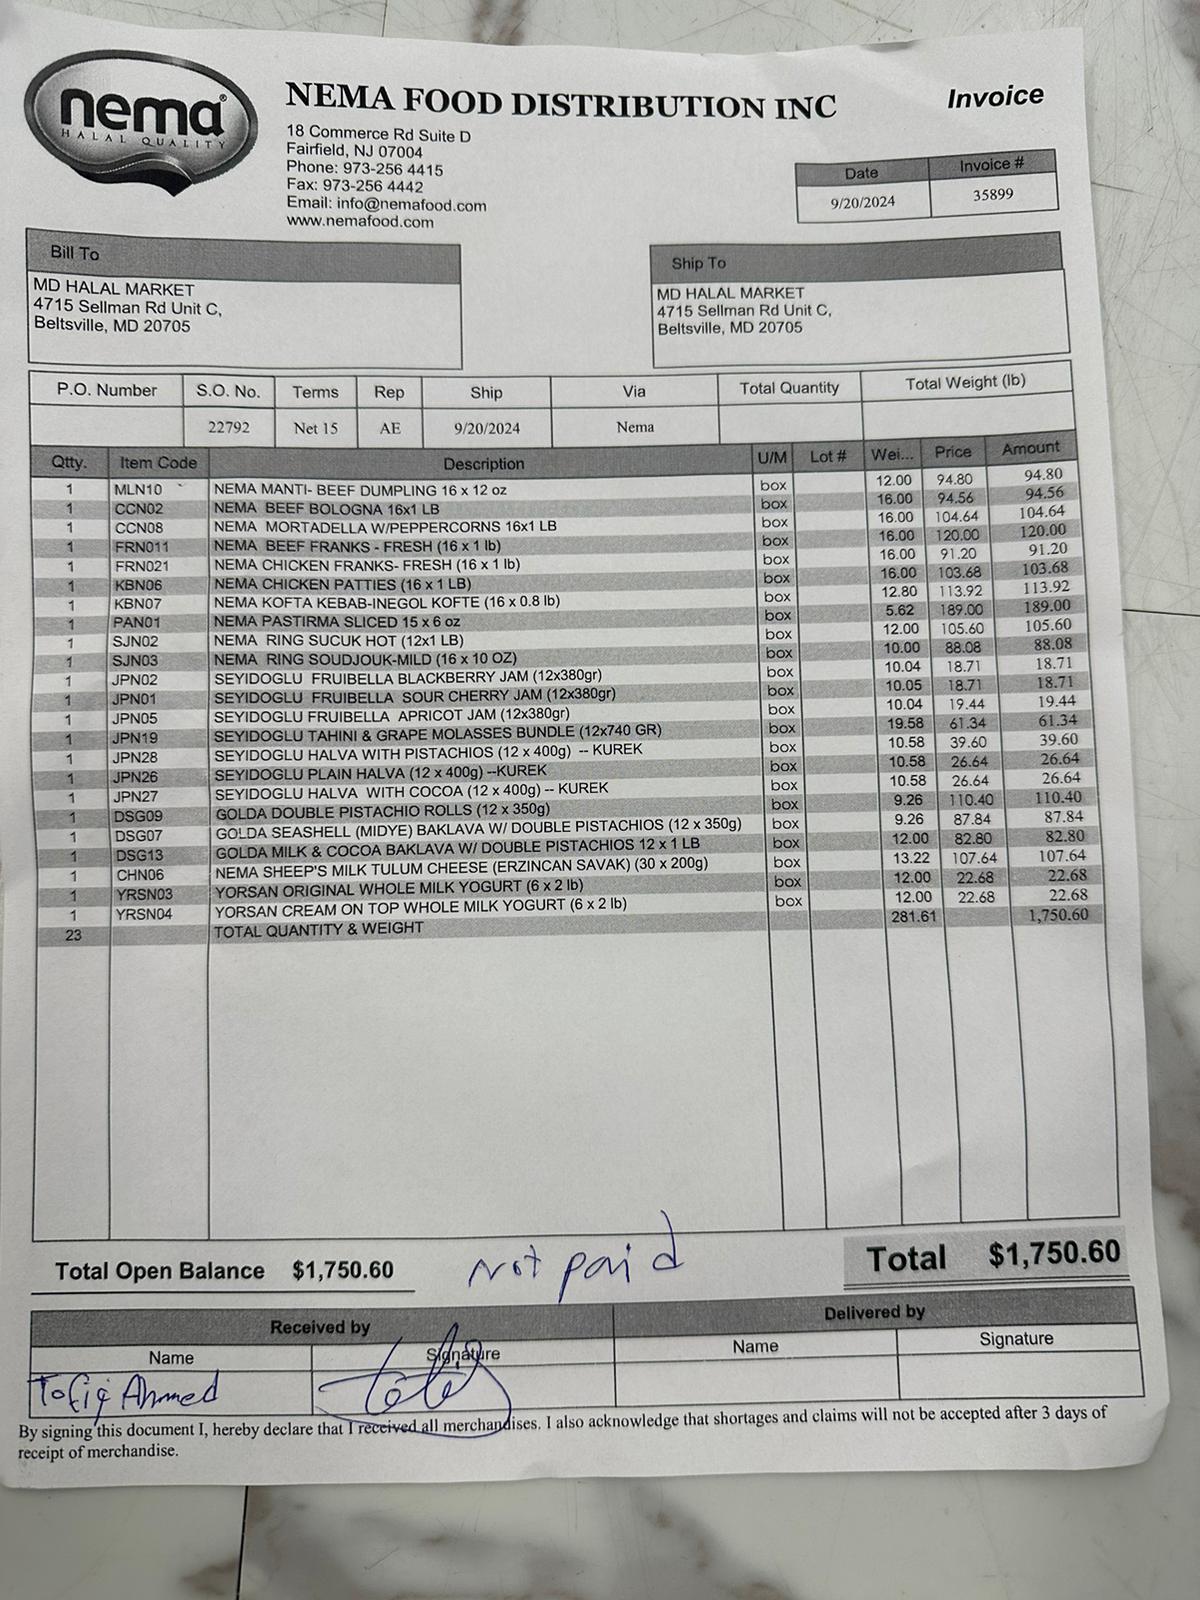 nema®
HALAL QUALITY
NEMA FOOD DISTRIBUTION INC
18 Commerce Rd Suite D
Fairfield, NJ 07004
Phone: 973-256 4415
Fax: 973-256 4442
Email: info@nemafood.com
www.nemafood.com
Invoice
Date Invoice #
9/20/2024 35899
Bill To
MD HALAL MARKET
4715 Sellman Rd Unit C,
Beltsville, MD 20705
Ship To
MD HALAL MARKET
4715 Sellman Rd Unit C,
Beltsville, MD 20705
P.O. Number S.O. No. Terms Rep Ship Via Total Quantity Total Weight (lb)
22792 Net 15 AE 9/20/2024 Nema
Qtty. Item Code Description U/M Lot # Wei... Price Amount
1 MLN10 NEMA MANTI- BEEF DUMPLING 16 x 12 oz box 12.00 94.80 94.80
1 CCN02 NEMA BEEF BOLOGNA 16x1 LB box 16.00 94.56 94.56
1 CCN08 NEMA MORTADELLA W/PEPPERCORNS 16x1 LB box 16.00 104.64 104.64
1 FRN011 NEMA BEEF FRANKS - FRESH (16 x 1 lb) box 16.00 120.00 120.00
1 FRN021 NEMA CHICKEN FRANKS- FRESH (16 x 1 lb) box 16.00 91.20 91.20
1 KBN06 NEMA CHICKEN PATTIES (16 x 1 LB) box 16.00 103.68 103.68
1 KBN07 NEMA KOFTA KEBAB-INEGOL KOFTE (16 x 0.8 lb) box 12.80 113.92 113.92
1 PAN01 NEMA PASTIRMA SLICED 15 x 6 oz box 5.62 189.00 189.00
1 SJN02 NEMA RING SUCUK HOT (12x1 LB) box 12.00 105.60 105.60
1 SJN03 NEMA RING SOUDJOUK-MILD (16 x 10 OZ) box 10.00 88.08 88.08
1 JPN02 SEYIDOGLU FRUIBELLA BLACKBERRY JAM (12x380gr) box 10.04 18.71 18.71
1 JPN01 SEYIDOGLU FRUIBELLA SOUR CHERRY JAM (12x380gr) box 10.05 18.71 18.71
1 JPN05 SEYIDOGLU FRUIBELLA APRICOT JAM (12x380gr) box 10.04 19.44 19.44
1 JPN19 SEYIDOGLU TAHINI & GRAPE MOLASSES BUNDLE (12x740 GR) box 19.58 61.34 61.34
1 JPN28 SEYIDOGLU HALVA WITH PISTACHIOS (12 x 400g) -- KUREK box 10.58 39.60 39.60
1 JPN26 SEYIDOGLU PLAIN HALVA (12 x 400g) --KUREK box 10.58 26.64 26.64
1 JPN27 SEYIDOGLU HALVA WITH COCOA (12 x 400g) -- KUREK box 10.58 26.64 26.64
1 DSG09 GOLDA DOUBLE PISTACHIO ROLLS (12 x 350g) box 9.26 110.40 110.40
1 DSG07 GOLDA SEASHELL (MIDYE) BAKLAVA W/ DOUBLE PISTACHIOS (12 x 350g) box 9.26 87.84 87.84
1 DSG13 GOLDA MILK & COCOA BAKLAVA W/ DOUBLE PISTACHIOS 12 x 1 LB box 12.00 82.80 82.80
1 CHN06 NEMA SHEEP'S MILK TULUM CHEESE (ERZINCAN SAVAK) (30 x 200g) box 13.22 107.64 107.64
1 YRSN03 YORSAN ORIGINAL WHOLE MILK YOGURT (6 x 2 lb) box 12.00 22.68 22.68
1 YRSN04 YORSAN CREAM ON TOP WHOLE MILK YOGURT (6 x 2 lb) box 12.00 22.68 22.68
23 TOTAL QUANTITY & WEIGHT 281.61 1,750.60
Total Open Balance $1,750.60
Not paid
Total $1,750.60
Received by Delivered by
Name Signature Name Signature
Tofiq Ahmed
By signing this document I, hereby declare that I received all merchandises. I also acknowledge that shortages and claims will not be accepted after 3 days of
receipt of merchandise.